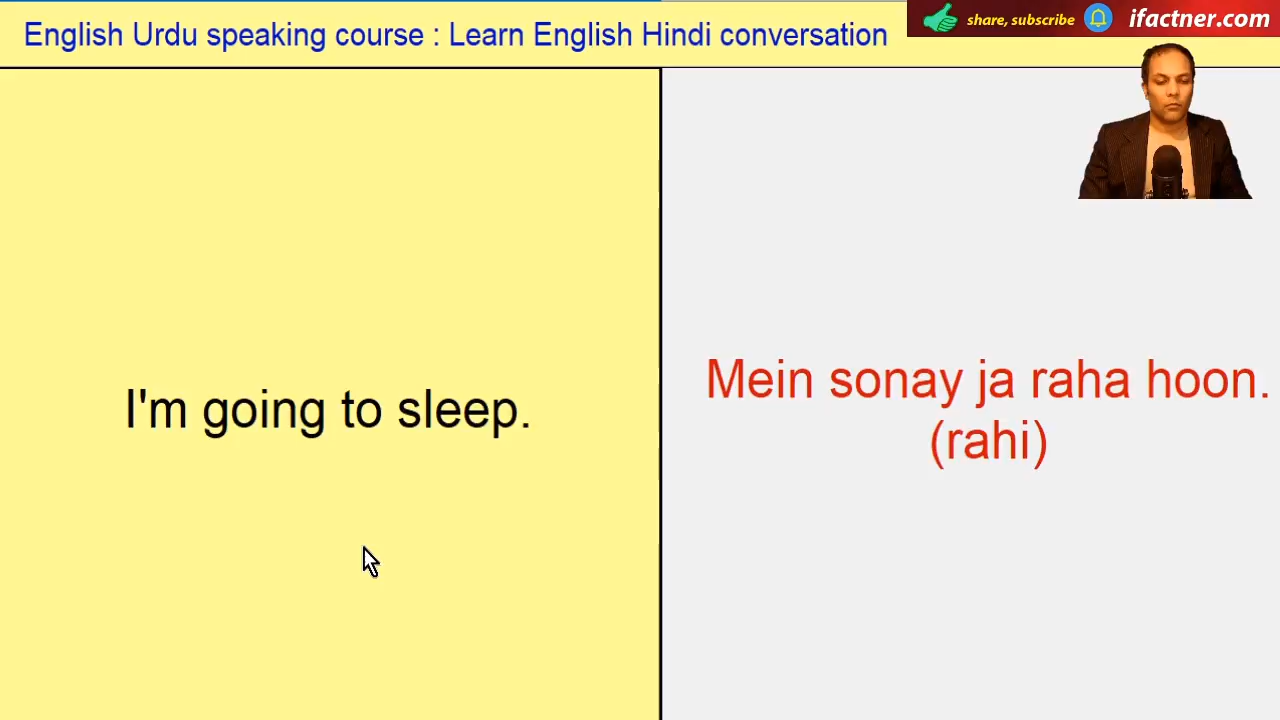 English Urdu speaking course : Learn English Hindi conversation
share, subscribe
ifactner.com
I'm going to sleep.
Mein sonay ja raha hoon.
(rahi)